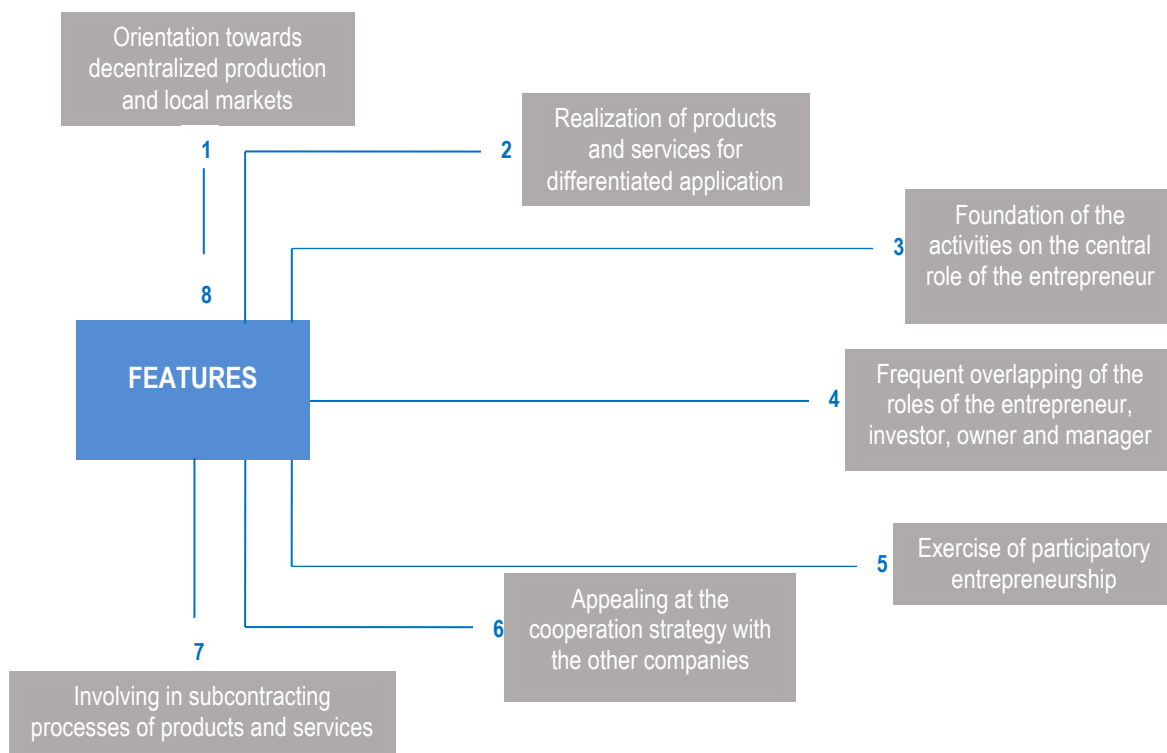 Orientation towards
decentralized production
and local markets
1
2
Realization of products
and services for
differentiated application
3
Foundation of the
activities on the central
role of the entrepreneur
8
FEATURES
4
Frequent overlapping of the
roles of the entrepreneur,
investor, owner and manager
5
Exercise of participatory
entrepreneurship
6
Appealing at the
cooperation strategy with
the other companies
7
Involving in subcontracting
processes of products and services